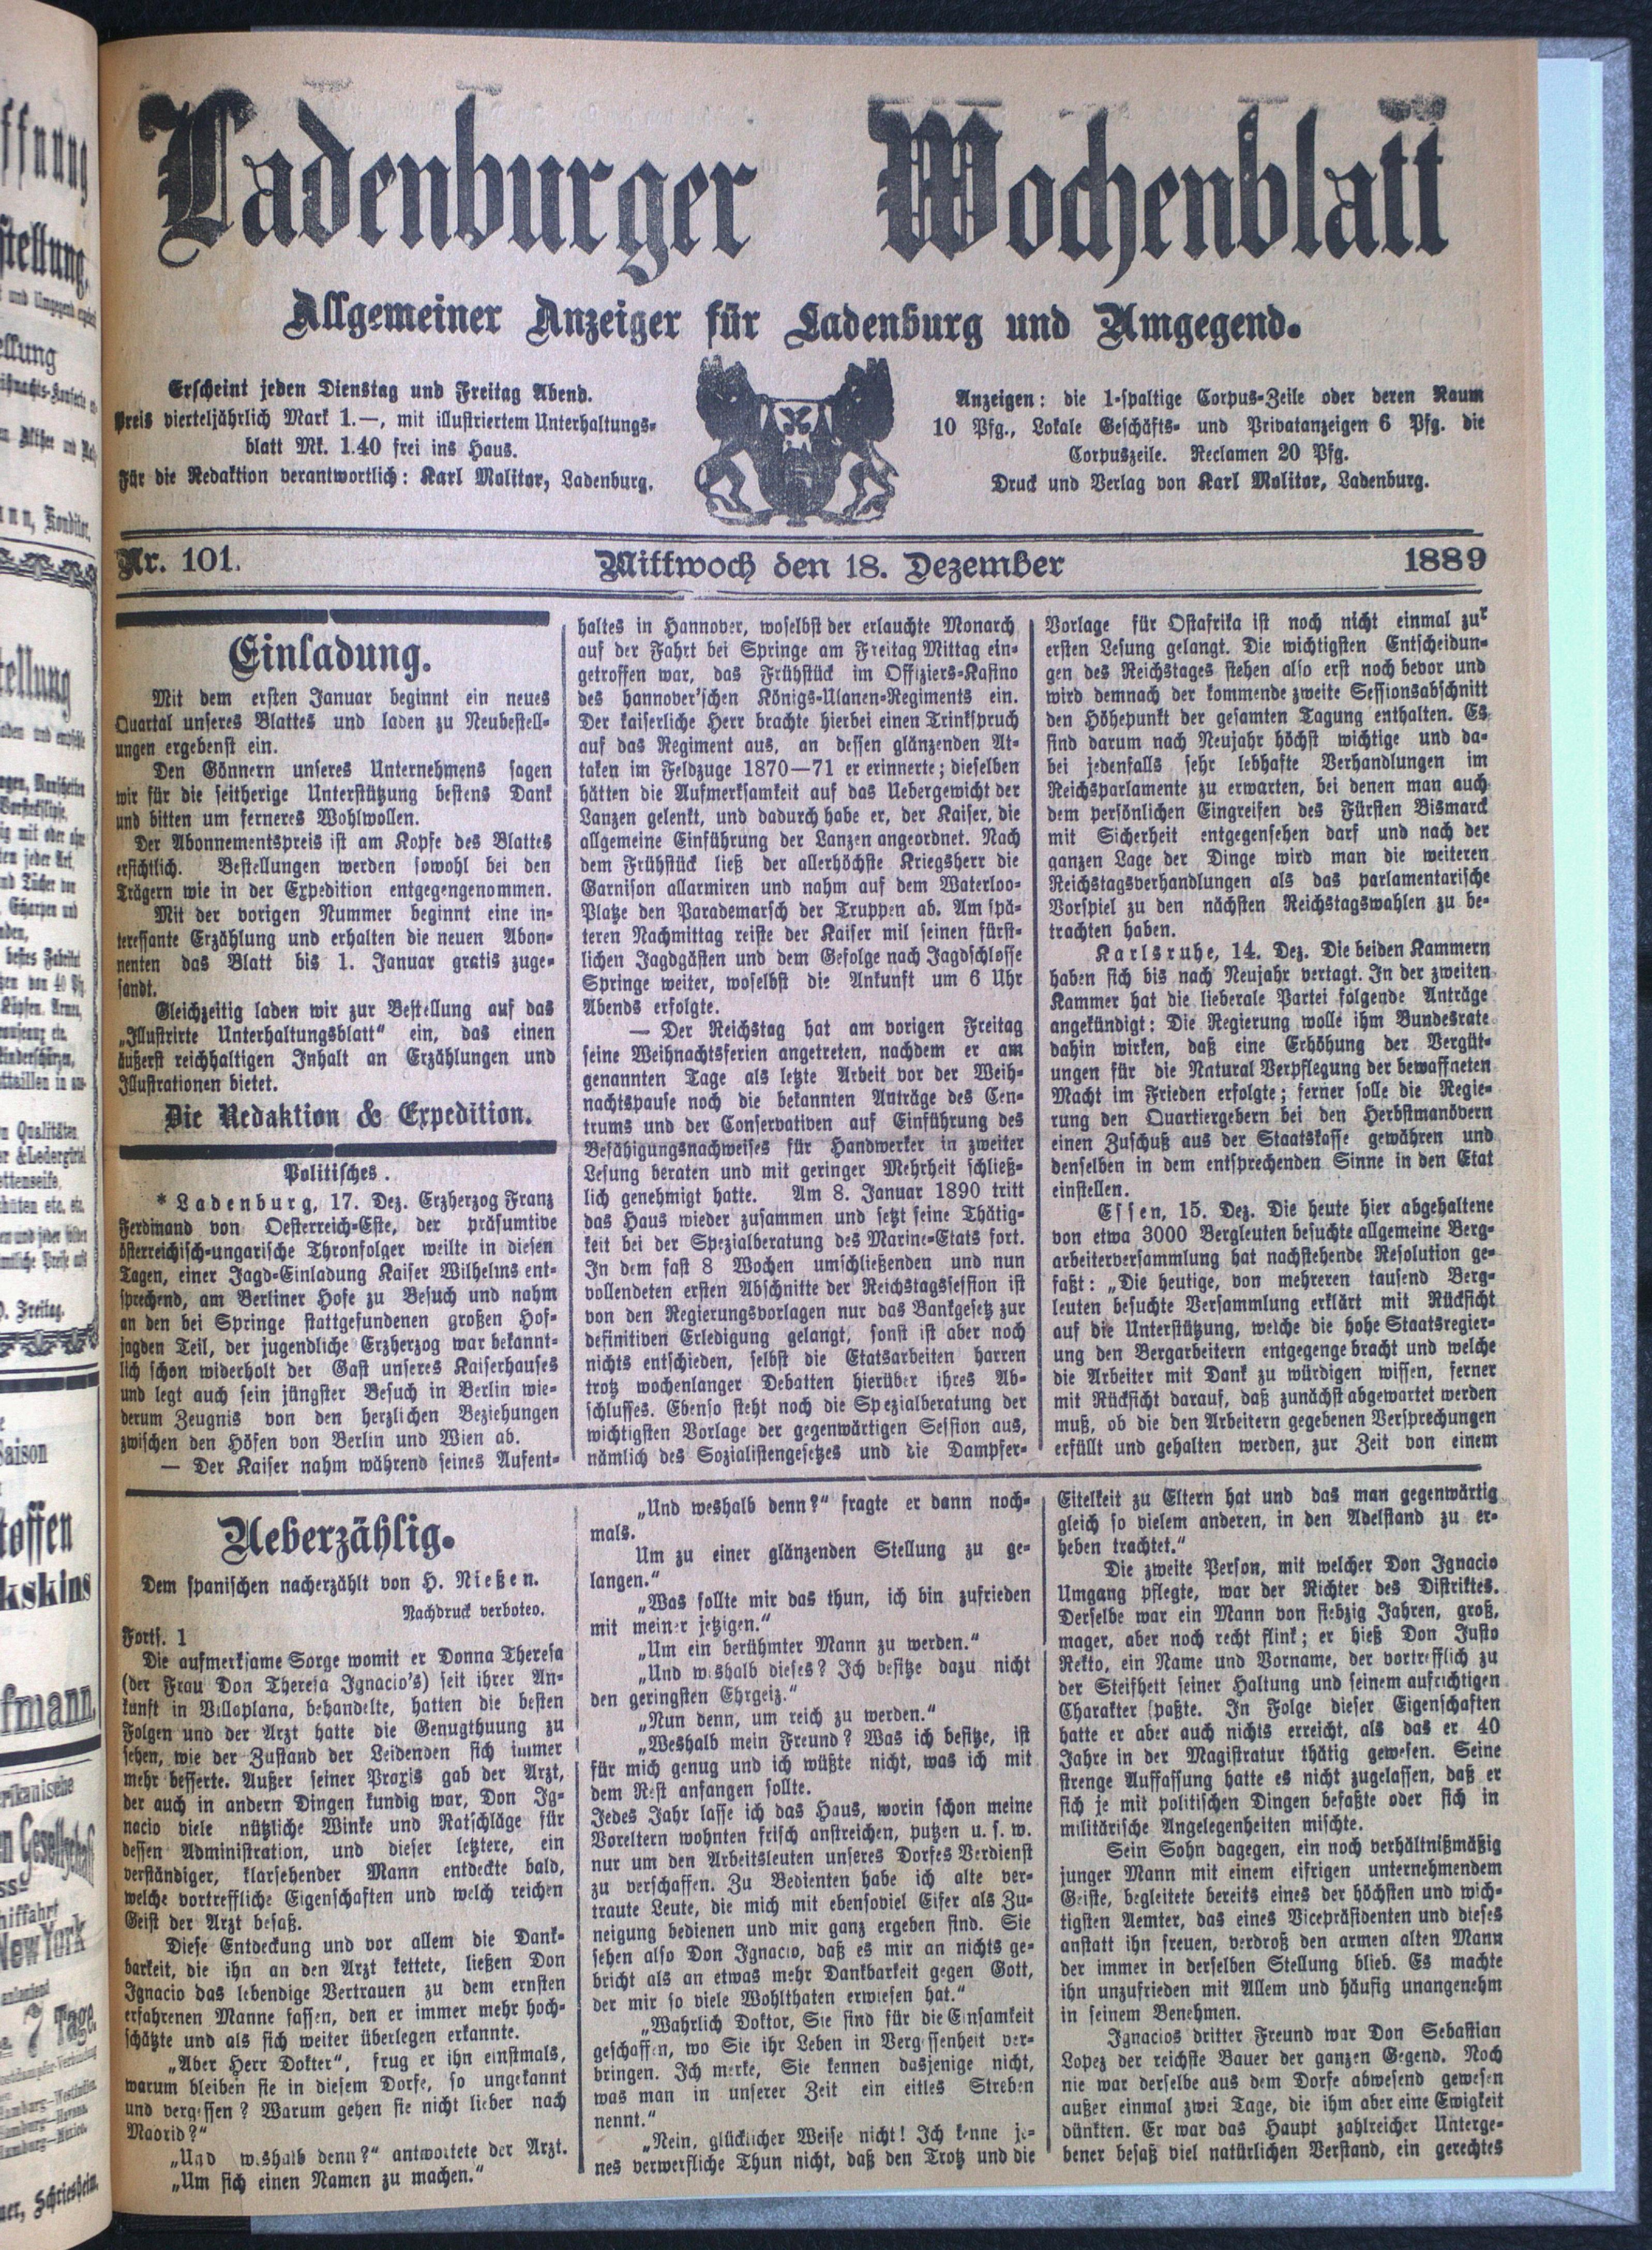 Ladenburger Wochenblatt
Allgemeiner Anzeiger für Ladenburg und Umgegend.
Erscheint jeden Dienstag und Freitag Abend.
Preis vierteljährlich Mark 1.—, mit illustriertem Unterhaltungs-
blatt Mk. 1.40 frei ins Haus.
Für die Redaktion verantwortlich: Karl Molitor, Ladenburg.
Anzeigen: die 1-spaltige Corpus-Zeile oder deren Raum
10 Pfg., Lokale Geschäfts- und Privatanzeigen 6 Pfg. die
Corpuszeile. Reclamen 20 Pfg.
Druck und Verlag von Karl Molitor, Ladenburg.
Nr. 101. Mittwoch den 18. Dezember 1889
Einladung.
Mit dem ersten Januar beginnt ein neues
Quartal unseres Blattes und laden zu Neubestell-
ungen ergebenst ein.
Den Gönnern unseres Unternehmens sagen
wir für die seitherige Unterstützung bestens Dank
und bitten um ferneres Wohlwollen.
Der Abonnementspreis ist am Kopfe des Blattes
ersichtlich. Bestellungen werden sowohl bei den
Trägern wie in der Expedition entgegengenommen.
Mit der vorigen Nummer beginnt eine in-
teressante Erzählung und erhalten die neuen Abon-
nenten das Blatt bis 1. Januar gratis zuge-
sandt.
Gleichzeitig laden wir zur Bestellung auf das
„Illustrirte Unterhaltungsblatt“ ein, das einen
äußerst reichhaltigen Inhalt an Erzählungen und
Illustrationen bietet.
Die Redaktion & Expedition.
Politisches.
* Ladenburg, 17. Dez. Erzherzog Franz
Ferdinand von Oesterreich-Este, der präsumtive
österreichisch-ungarische Thronfolger weilte in diesen
Tagen, einer Jagd-Einladung Kaiser Wilhelms ent-
sprechend, am Berliner Hofe zu Besuch und nahm
an den bei Springe stattgefundenen großen Hof-
jagden Teil, der jugendliche Erzherzog war bekannt-
lich schon widerholt der Gast unseres Kaiserhauses
und legt auch sein jüngster Besuch in Berlin wie-
derum Zeugnis von den herzlichen Beziehungen
zwischen den Höfen von Berlin und Wien ab.
— Der Kaiser nahm während seines Aufent-
haltes in Hannover, woselbst der erlauchte Monarch
auf der Fahrt bei Springe am Freitag Mittag ein-
getroffen war, das Frühstück im Offiziers-Kasino
des hannover'schen Königs-Ulanen-Regiments ein.
Der kaiserliche Herr brachte hierbei einen Trinkspruch
auf das Regiment aus, an dessen glänzenden At-
taken im Feldzuge 1870—71 er erinnerte; dieselben
hätten die Aufmerksamkeit auf das Uebergewicht der
Lanzen gelenkt, und dadurch habe er, der Kaiser, die
allgemeine Einführung der Lanzen angeordnet. Nach
dem Frühstück ließ der allerhöchste Kriegsherr die
Garnison allarmiren und nahm auf dem Waterloo-
Platze den Parademarsch der Truppen ab. Am spä-
teren Nachmittag reiste der Kaiser mil seinen fürst-
lichen Jagdgästen und dem Gefolge nach Jagdschlosse
Springe weiter, woselbst die Ankunft um 6 Uhr
Abends erfolgte.
— Der Reichstag hat am vorigen Freitag
seine Weihnachtsferien angetreten, nachdem er am
genannten Tage als letzte Arbeit vor der Weih-
nachtspause noch die bekannten Anträge des Cen-
trums und der Conservativen auf Einführung des
Befähigungsnachweises für Handwerker in zweiter
Lesung beraten und mit geringer Mehrheit schließ-
lich genehmigt hatte. Am 8. Januar 1890 tritt
das Haus wieder zusammen und setzt seine Thätig-
keit bei der Spezialberatung des Marine-Etats fort.
In dem fast 8 Wochen umschließenden und nun
vollendeten ersten Abschnitte der Reichstagssession ist
von den Regierungsvorlagen nur das Bankgesetz zur
definitiven Erledigung gelangt, sonst ist aber noch
nichts entschieden, selbst die Etatsarbeiten harren
trotz wochenlanger Debatten hierüber ihres Ab-
schlusses. Ebenso steht noch die Spezialberatung der
wichtigsten Vorlage der gegenwärtigen Session aus,
nämlich des Sozialistengesetzes und die Dampfer-
Vorlage für Ostafrika ist noch nicht einmal zur
ersten Lesung gelangt. Die wichtigsten Entscheidun-
gen des Reichstages stehen also erst noch bevor und
wird demnach der kommende zweite Sessionsabschnitt
den Höhepunkt der gesamten Tagung enthalten. Es
sind darum nach Neujahr höchst wichtige und da-
bei jedenfalls sehr lebhafte Verhandlungen im
Reichsparlamente zu erwarten, bei denen man auch
dem persönlichen Eingreifen des Fürsten Bismarck
mit Sicherheit entgegensehen darf und nach der
ganzen Lage der Dinge wird man die weiteren
Reichstagsverhandlungen als das parlamentarische
Vorspiel zu den nächsten Reichstagswahlen zu be-
trachten haben.
Karlsruhe, 14. Dez. Die beiden Kammern
haben sich bis nach Neujahr vertagt. In der zweiten
Kammer hat die lieberale Partei folgende Anträge
angekündigt: Die Regierung wolle ihm Bundesrate
dahin wirken, daß eine Erhöhung der Vergüt-
ungen für die Natural Verpflegung der bewaffneten
Macht im Frieden erfolgte; ferner solle die Regie-
rung den Quartiergebern bei den Herbstmanövern
einen Zuschuß aus der Staatskasse gewähren und
denselben in dem entsprechenden Sinne in den Etat
einstellen.
Essen, 15. Dez. Die heute hier abgehaltene
von etwa 3000 Bergleuten besuchte allgemeine Berg-
arbeiterversammlung hat nachstehende Resolution ge-
faßt: „Die heutige, von mehreren tausend Berg-
leuten besuchte Versammlung erklärt mit Rücksicht
auf die Unterstützung, welche die hohe Staatsregier-
ung den Bergarbeitern entgegengebracht und welche
die Arbeiter mit Dank zu würdigen wissen, ferner
mit Rücksicht darauf, daß zunächst abgewartet werden
muß, ob die den Arbeitern gegebenen Versprechungen
erfüllt und gehalten werden, zur Zeit von einem
Ueberzählig.
Dem spanischen nacherzählt von H. Nießen.
Nachdruck verboteo.
Forts. 1
Die aufmerksame Sorge womit er Donna Theresa
(der Frau Don Theresa Ignacio's) seit ihrer An-
kunft in Villoplana, behandelte, hatten die besten
Folgen und der Arzt hatte die Genugthuung zu
sehen, wie der Zustand der Leidenden sich immer
mehr besserte. Außer seiner Praxis gab der Arzt,
der auch in andern Dingen kundig war, Don Ig-
nacio viele nützliche Winke und Ratschläge für
dessen Administration, und dieser letztere, ein
verständiger, klarsehender Mann entdeckte bald,
welche vortreffliche Eigenschaften und welch reichen
Geist der Arzt besaß.
Diese Entdeckung und vor allem die Dank-
barkeit, die ihn an den Arzt kettete, ließen Don
Ignacio das lebendige Vertrauen zu dem ernsten
erfahrenen Manne fassen, den er immer mehr hoch-
schätzte und als sich weiter überlegen erkannte.
„Aber Herr Dokter“, frug er ihn einstmals,
warum bleiben sie in diesem Dorfe, so ungekannt
und vergessen? Warum gehen sie nicht lieber nach
Madrid?“
„Und weshalb denn?“ antwortete der Arzt.
„Um sich einen Namen zu machen.“
„Und weshalb denn?“ fragte er dann noch-
mals.
Um zu einer glänzenden Stellung zu ge-
langen.“
„Was sollte mir das thun, ich bin zufrieden
mit meiner jetzigen.“
„Um ein berühmter Mann zu werden.“
„Und weshalb dieses? Ich besitze dazu nicht
den geringsten Ehrgeiz.“
„Nun denn, um reich zu werden.“
„Weshalb mein Freund? Was ich besitze, ist
für mich genug und ich wüßte nicht, was ich mit
dem Rest anfangen sollte.
Jedes Jahr lasse ich das Haus, worin schon meine
Voreltern wohnten frisch anstreichen, putzen u. s. w.
nur um den Arbeitsleuten unseres Dorfes Verdienst
zu verschaffen. Zu Bedienten habe ich alte ver-
traute Leute, die mich mit ebensoviel Eifer als Zu-
neigung bedienen und mir ganz ergeben sind. Sie
sehen also Don Ignacio, daß es mir an nichts ge-
bricht als an etwas mehr Dankbarkeit gegen Gott,
der mir so viele Wohlthaten erwiesen hat.“
„Wahrlich Doktor, Sie sind für die Einsamkeit
geschaffen, wo Sie ihr Leben in Vergessenheit ver-
bringen. Ich merke, Sie kennen dasjenige nicht,
was man in unserer Zeit ein eitles Streben
nennt.“
„Nein, glücklicher Weise nicht! Ich kenne je-
nes verwerfliche Thun nicht, daß den Trotz und die
Eitelkeit zu Eltern hat und das man gegenwärtig
gleich so vielem anderen, in den Adelstand zu er-
heben trachtet.“
Die zweite Person, mit welcher Don Ignacio
Umgang pflegte, war der Richter des Distriktes.
Derselbe war ein Mann von siebzig Jahren, groß,
mager, aber noch recht flink; er hieß Don Justo
Rekto, ein Name und Vorname, der vortrefflich zu
der Steifheit seiner Haltung und seinem aufrichtigen
Charakter (paßte. In Folge dieser Eigenschaften
hatte er aber auch nichts erreicht, als das er 40
Jahre in der Magistratur thätig gewesen. Seine
strenge Auffassung hatte es nicht zugelassen, daß er
sich je mit politischen Dingen befaßte oder sich in
militärische Angelegenheiten mischte.
Sein Sohn dagegen, ein noch verhältnißmäßig
junger Mann mit einem eifrigen unternehmendem
Geiste, begleitete bereits eines der höchsten und wich-
tigsten Aemter, das eines Vicepräsidenten und dieses
anstatt ihn freuen, verdroß den armen alten Mann
der immer in derselben Stellung blieb. Es machte
ihn unzufrieden mit Allem und häufig unangenehm
in seinem Benehmen.
Ignacios dritter Freund war Don Sebastian
Lopez der reichste Bauer der ganzen Gegend. Noch
nie war derselbe aus dem Dorfe abwesend gewesen
außer einmal zwei Tage, die ihm aber eine Ewigkeit
dünkten. Er war das Haupt zahlreicher Unterge-
bener besaß viel natürlichen Verstand, ein gerechtes